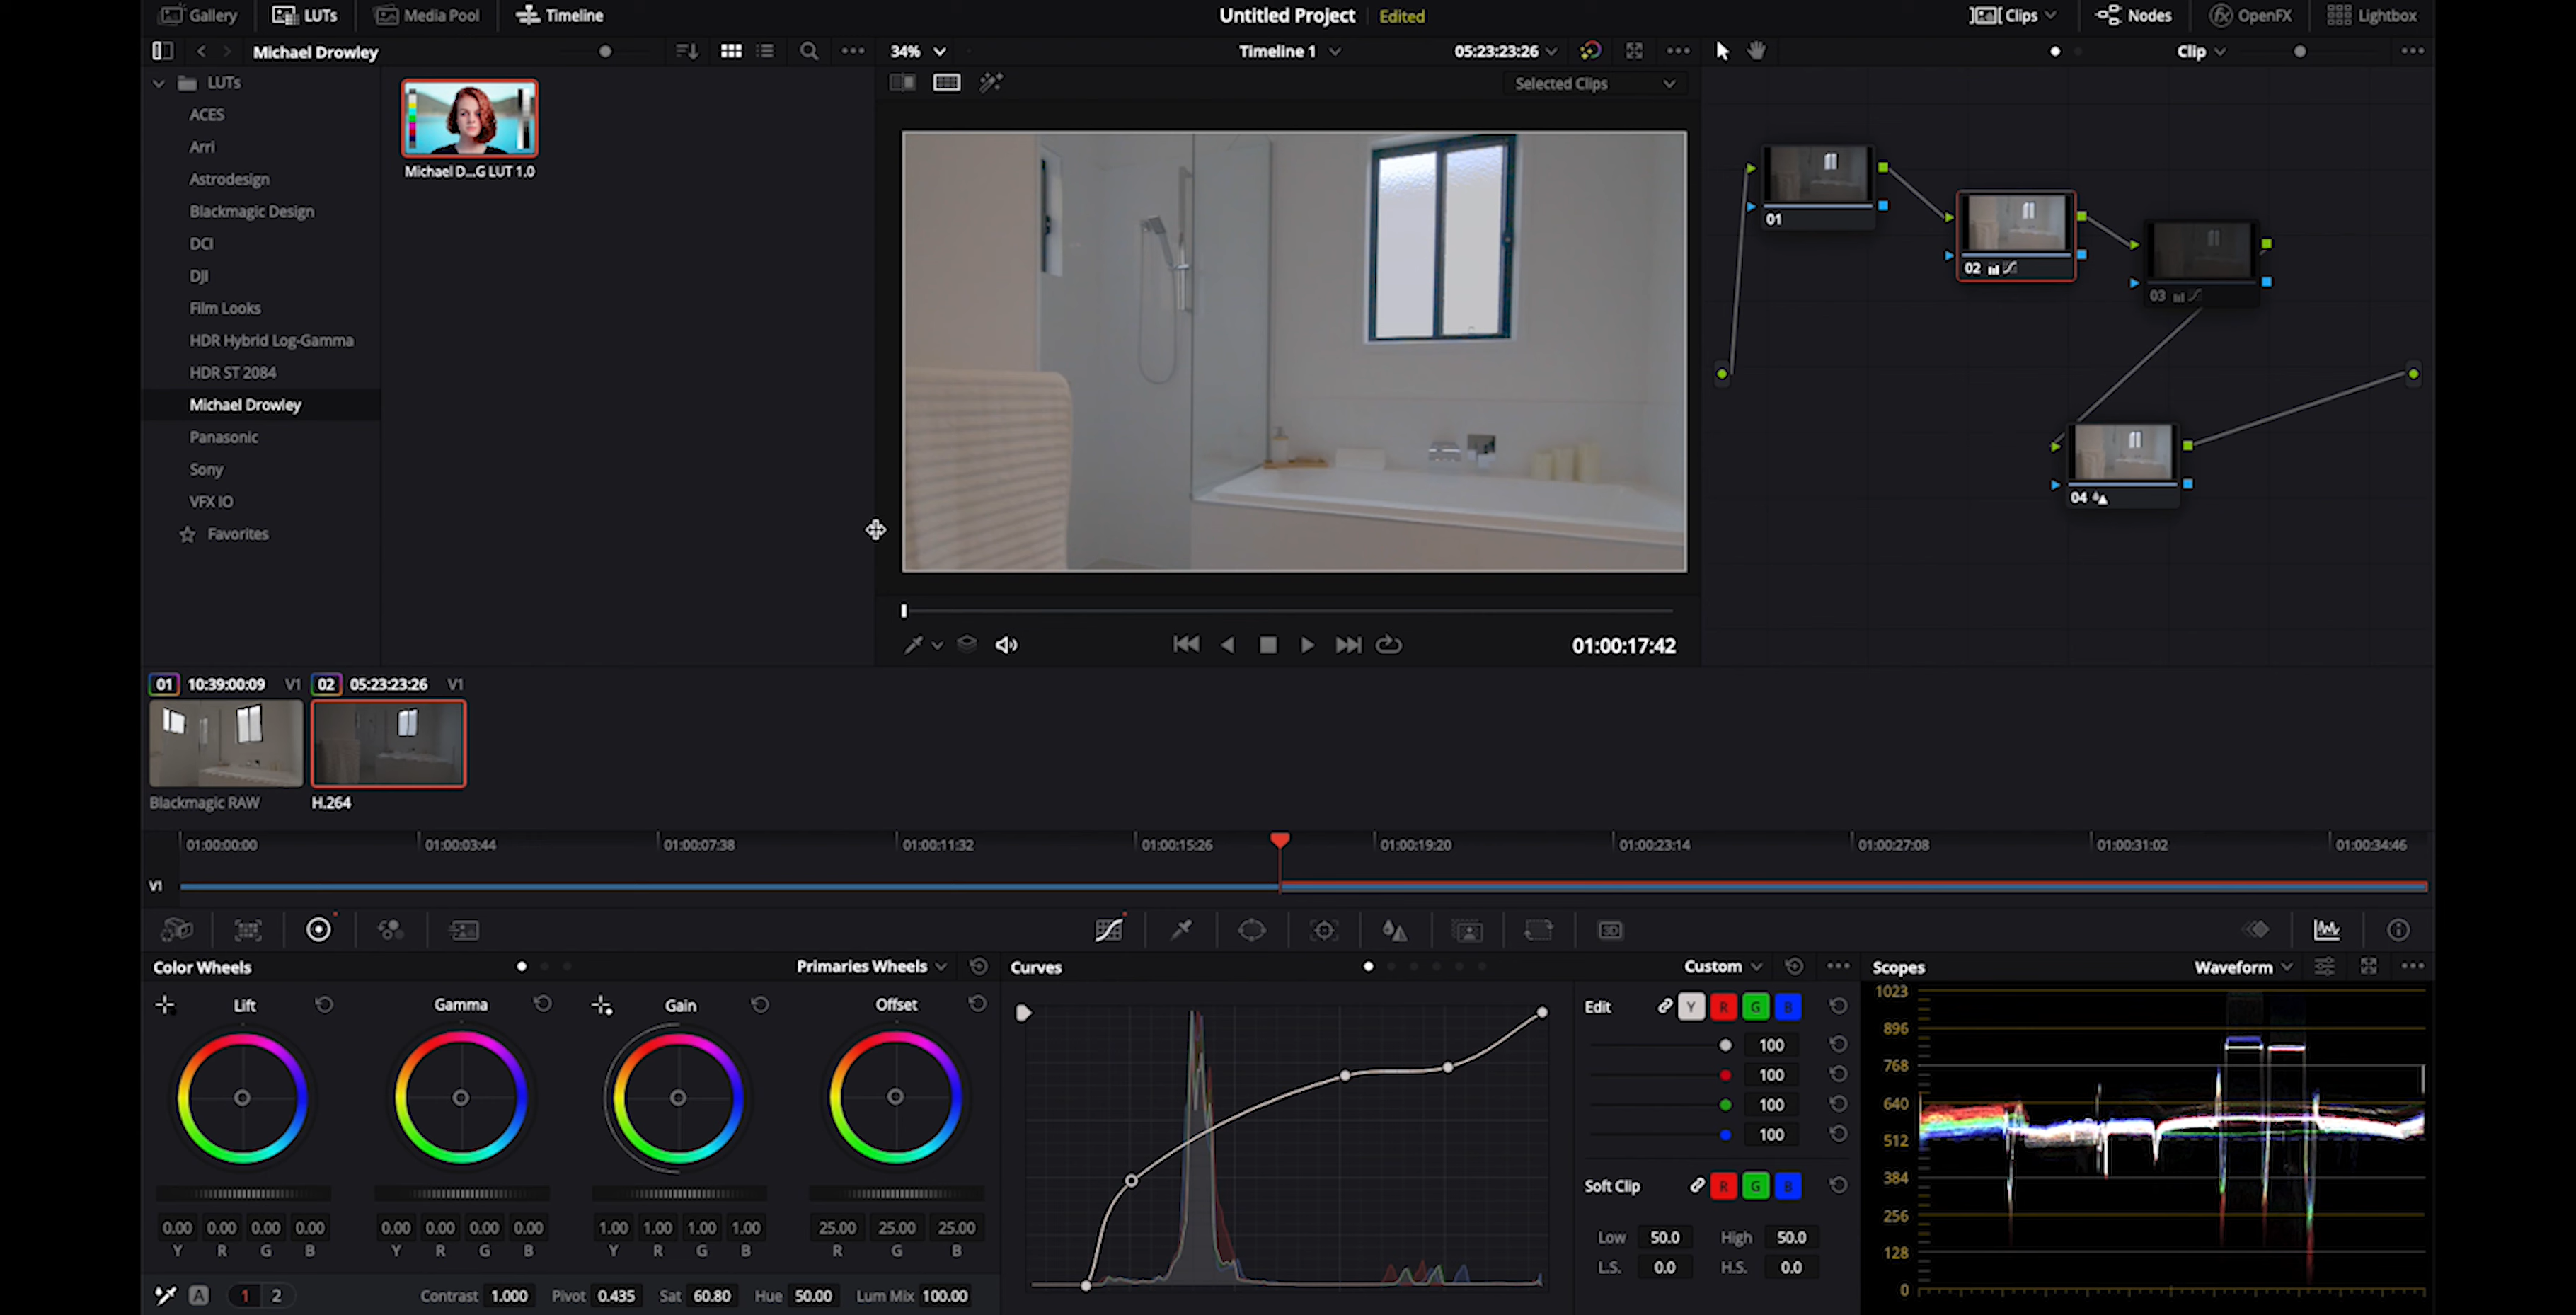 Gallery LUTs Media Pool Timeline Untitled Project Edited Clips Nodes OpenFX Lightbox
Michael Drowley 34% Timeline 1 05:23:23:26 Clip
LUTs
ACES
Arri
Astrodesign
Blackmagic Design
DCI
DJI
Film Looks
HDR Hybrid Log-Gamma
HDR ST 2084
Michael Drowley
Panasonic
Sony
VFX IO
Favorites
Michael D...G LUT 1.0
Selected Clips
01:00:17:42
01
02
03
04
01 10:39:00:09 V1 02 05:23:23:26 V1
Blackmagic RAW H.264
01:00:00:00 01:00:03:44 01:00:07:38 01:00:11:32 01:00:15:26 01:00:19:20 01:00:23:14 01:00:27:08 01:00:31:02 01:00:34:46
V1
3D
Color Wheels Primaries Wheels
Lift Gamma Gain Offset
0.00 0.00 0.00 0.00 0.00 0.00 0.00 0.00 1.00 1.00 1.00 1.00 25.00 25.00 25.00
Y R G B Y R G B Y R G B R G B
A 1 2 Contrast 1.000 Pivot 0.435 Sat 60.80 Hue 50.00 Lum Mix 100.00
Curves Custom
Edit Y R G B
100
100
100
100
Soft Clip R G B
Low 50.0 High 50.0
L.S. 0.0 H.S. 0.0
Scopes Waveform
1023
896
768
640
512
384
256
128
0